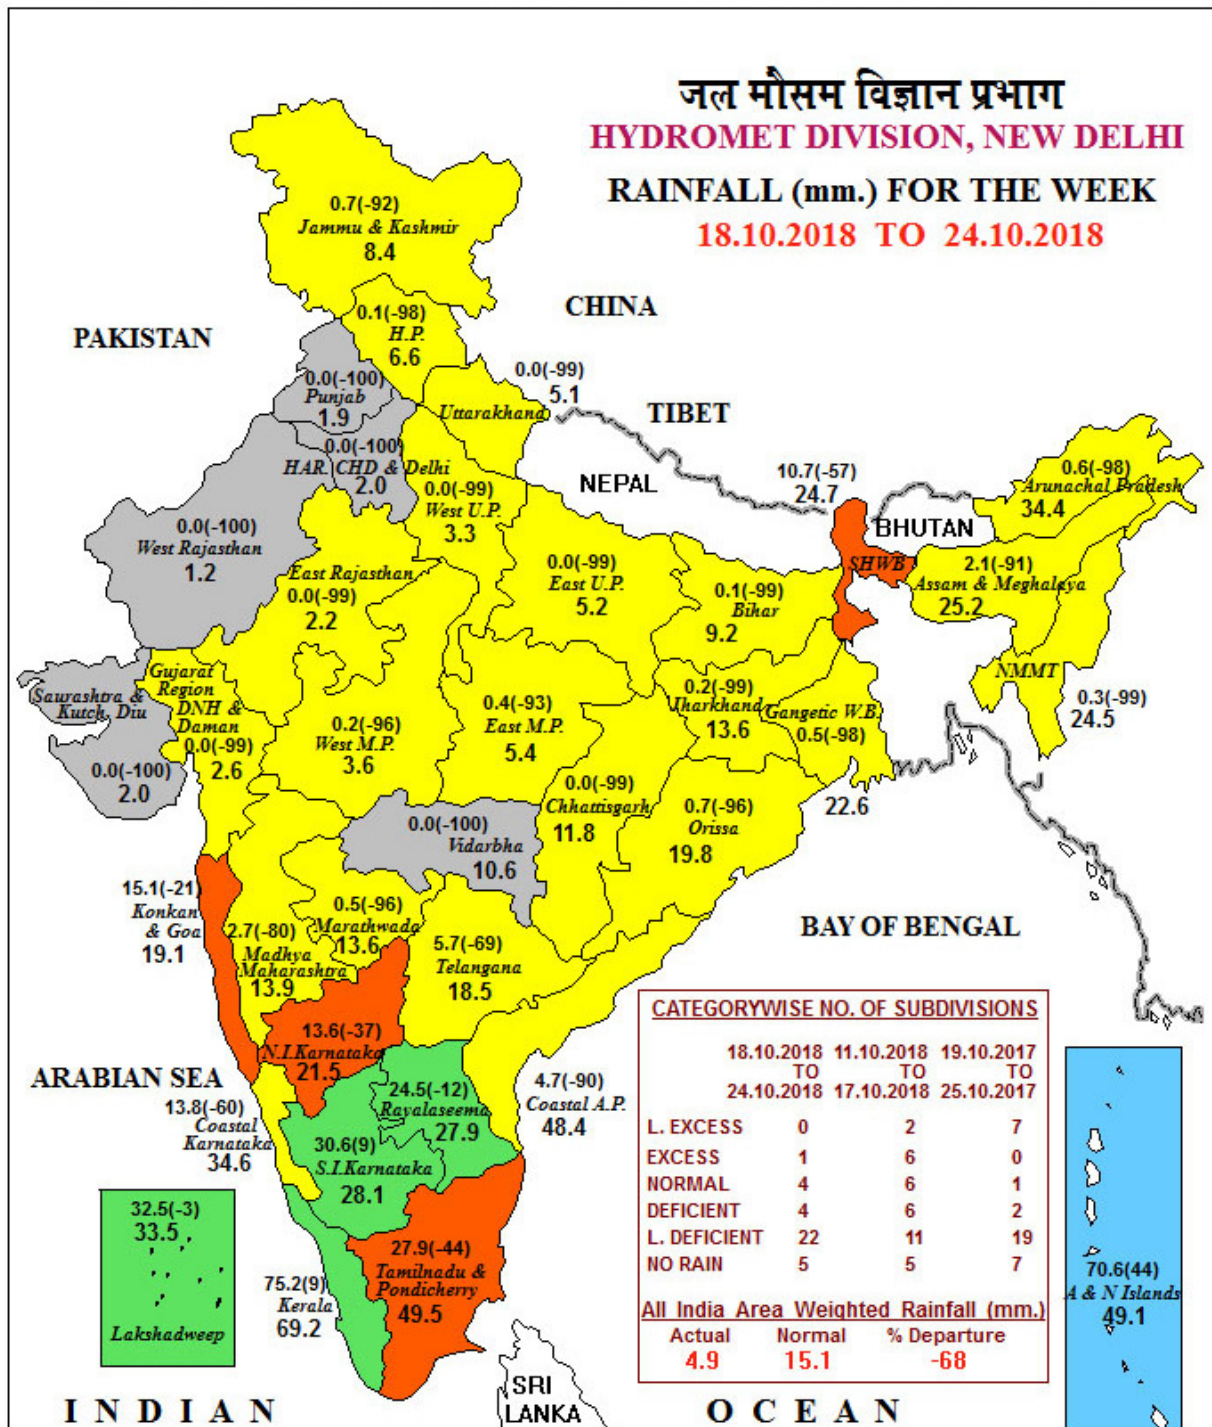 जल मौसम विज्ञान प्रभाग
HYDROMET DIVISION, NEW DELHI
RAINFALL (mm.) FOR THE WEEK
18.10.2018 TO 24.10.2018
0.7(-92)
Jammu & Kashmir
8.4
CHINA
0.1(-98)
H.P.
6.6
PAKISTAN
0.0(-100)
Punjab
1.9
0.0(-99)
5.1
Uttarakhand
TIBET
0.0(-100)
HAR. CHD & Delhi
2.0
NEPAL
10.7(-57)
24.7
0.6(-98)
Arunachal Pradesh
34.4
0.0(-99)
West U.P.
3.3
BHUTAN
0.0(-100)
West Rajasthan
1.2
East Rajasthan
0.0(-99)
2.2
0.0(-99)
East U.P.
5.2
SHWB
2.1(-91)
Assam & Meghalaya
25.2
0.1(-99)
Bihar
9.2
Gujarat
Region
DNH &
Daman
0.0(-99)
2.6
Saurashtra &
Kutch, Diu
0.0(-100)
2.0
0.2(-96)
West M.P.
3.6
0.4(-93)
East M.P.
5.4
0.2(-99)
Jharkhand
13.6
Gangetic W.B.
0.5(-98)
22.6
NMMT
0.3(-99)
24.5
0.0(-99)
Chhattisgarh
11.8
0.7(-96)
Orissa
19.8
0.0(-100)
Vidarbha
10.6
15.1(-21)
Konkan
& Goa
19.1
2.7(-80)
Madhya
Maharashtra
13.9
0.5(-96)
Marathwada
13.6
5.7(-69)
Telangana
18.5
BAY OF BENGAL
13.6(-37)
N.I.Karnataka
21.5
ARABIAN SEA
13.8(-60)
Coastal
Karnataka
34.6
24.5(-12)
Rayalaseema
27.9
4.7(-90)
Coastal A.P.
48.4
30.6(9)
S.I.Karnataka
28.1
32.5(-3)
33.5
Lakshadweep
75.2(9)
Kerala
69.2
27.9(-44)
Tamilnadu &
Pondicherry
49.5
CATEGORYWISE NO. OF SUBDIVISIONS
18.10.2018 11.10.2018 19.10.2017
TO TO TO
24.10.2018 17.10.2018 25.10.2017
L. EXCESS 0 2 7
EXCESS 1 6 0
NORMAL 4 6 1
DEFICIENT 4 6 2
L. DEFICIENT 22 11 19
NO RAIN 5 5 7
All India Area Weighted Rainfall (mm.)
Actual Normal % Departure
4.9 15.1 -68
70.6(44)
A & N Islands
49.1
SRI
LANKA
INDIAN OCEAN